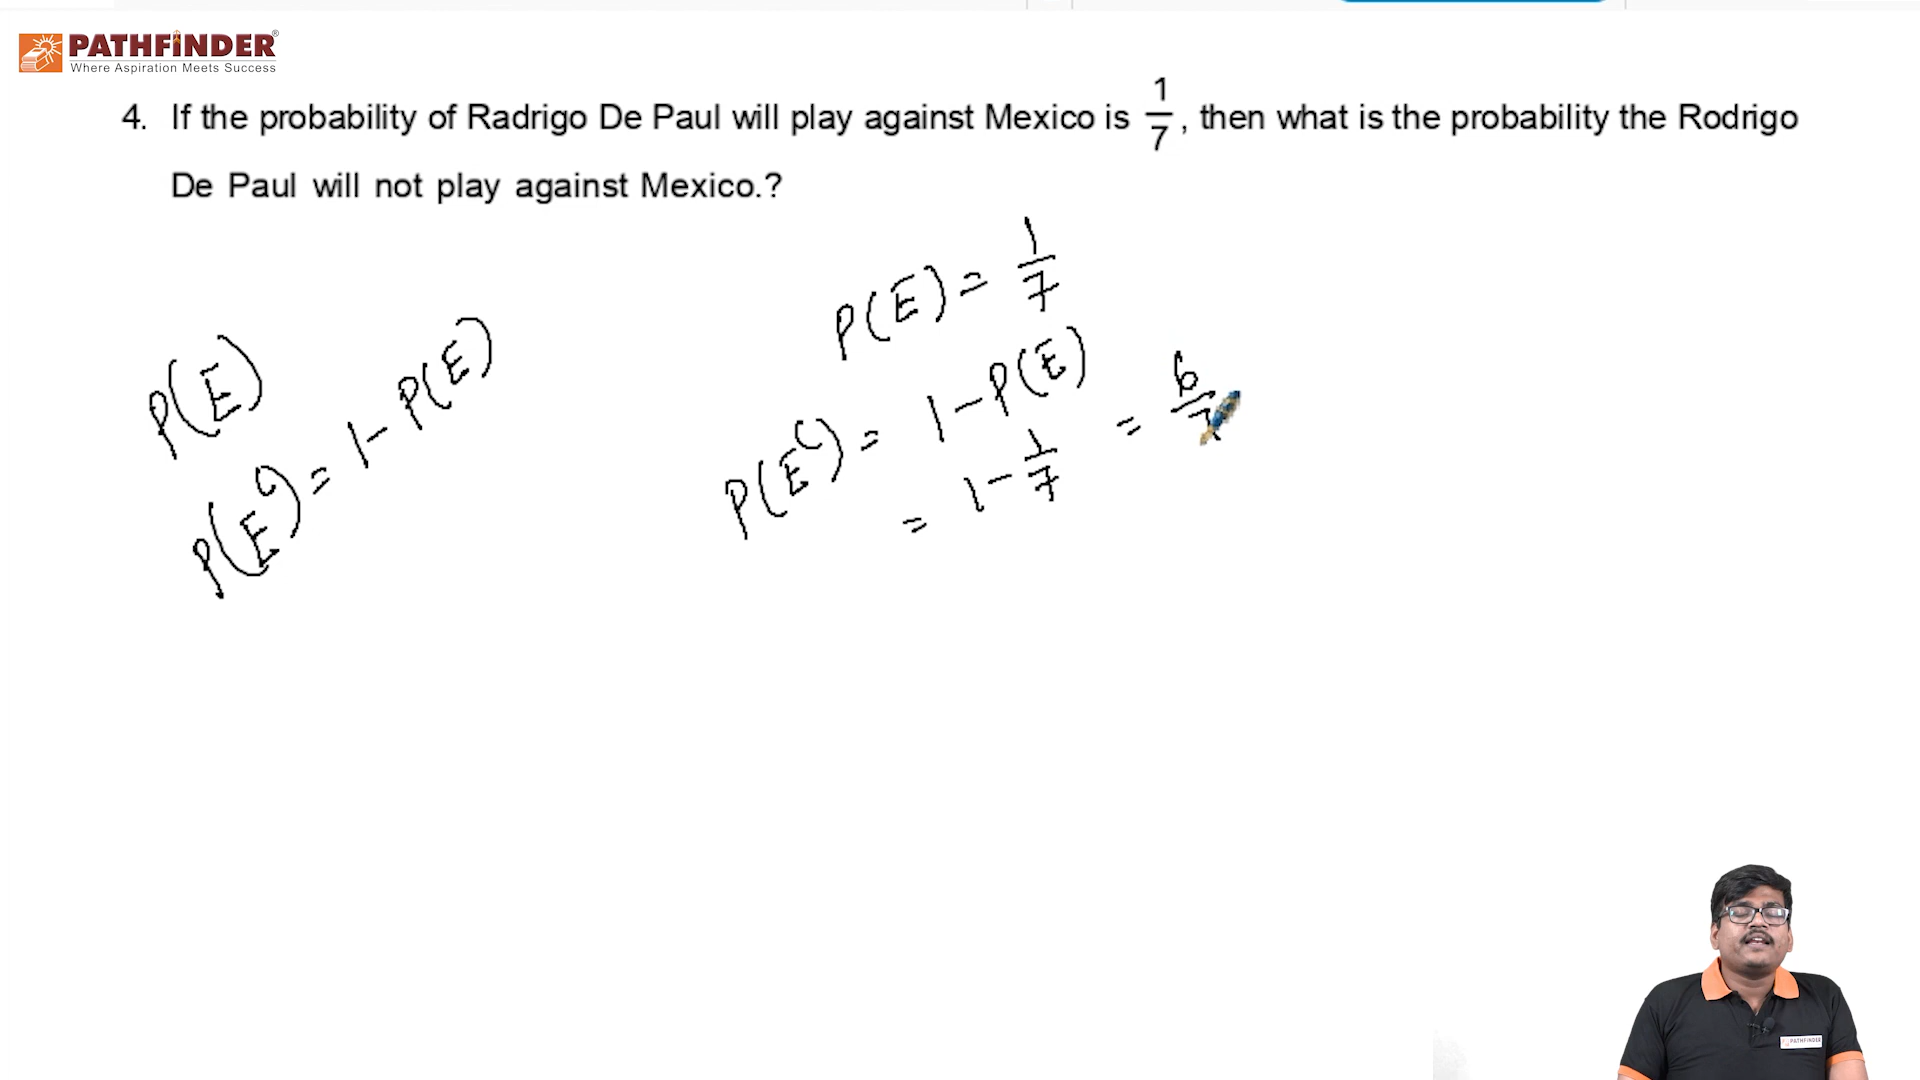 PATHFINDER®
Where Aspiration Meets Success
4. If the probability of Radrigo De Paul will play against Mexico is 1/7, then what is the probability the Rodrigo
De Paul will not play against Mexico.?
P(E)
P(E^C) = 1 - P(E)
P(E) = 1/7
P(E^C) = 1 - P(E)
= 1 - 1/7 = 6/7
PATHFINDER